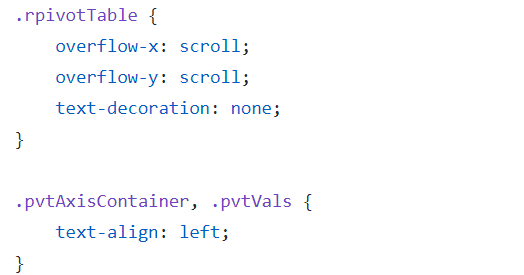 .rpivotTable {
    overflow-x: scroll;
    overflow-y: scroll;
    text-decoration: none;
}

.pvtAxisContainer, .pvtVals {
    text-align: left;
}